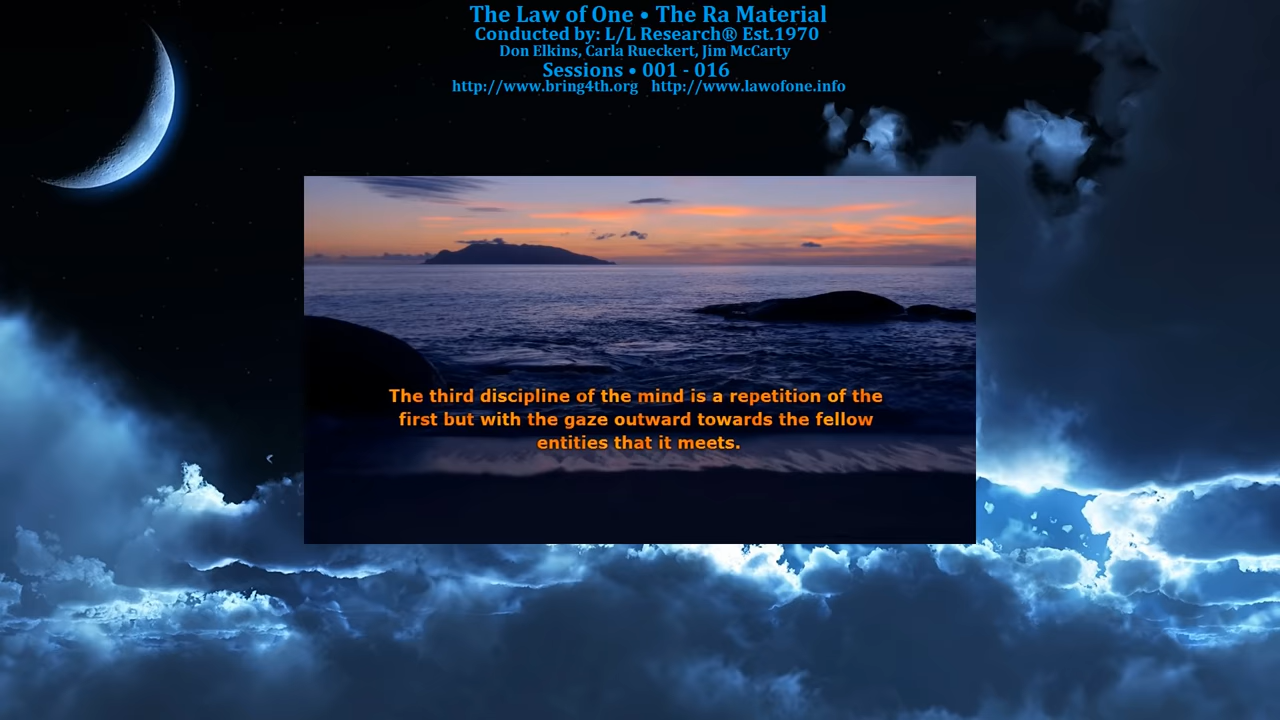 The Law of One • The Ra Material
Conducted by: L/L Research® Est.1970
Don Elkins, Carla Rueckert, Jim McCarty
Sessions • 001 - 016
http://www.bring4th.org http://www.lawofone.info
The third discipline of the mind is a repetition of the
first but with the gaze outward towards the fellow
entities that it meets.